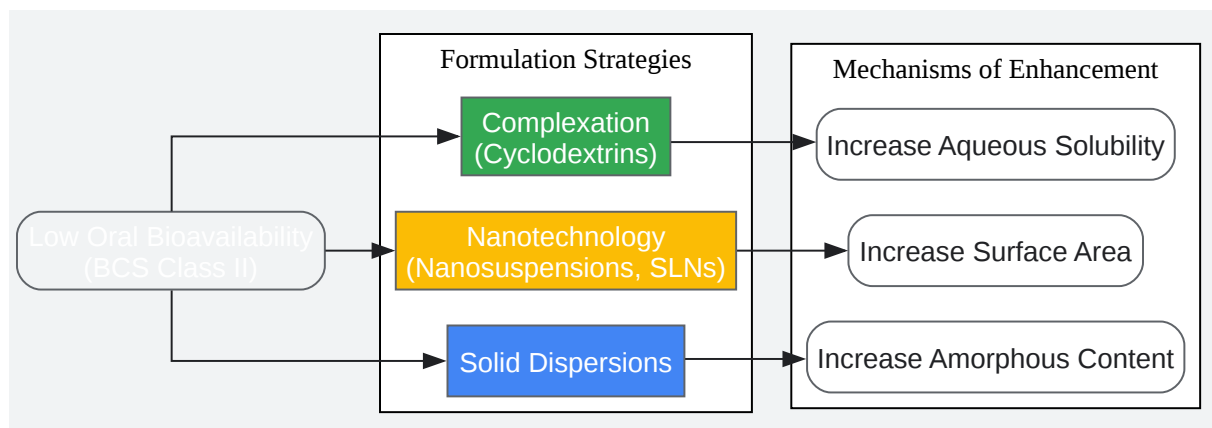 Formulation Strategies
Mechanisms of Enhancement
Low Oral Bioavailability
(BCS Class II)
Complexation
(Cyclodextrins)
Increase Aqueous Solubility
Nanotechnology
(Nanosuspensions, SLNs)
Increase Surface Area
Solid Dispersions
Increase Amorphous Content